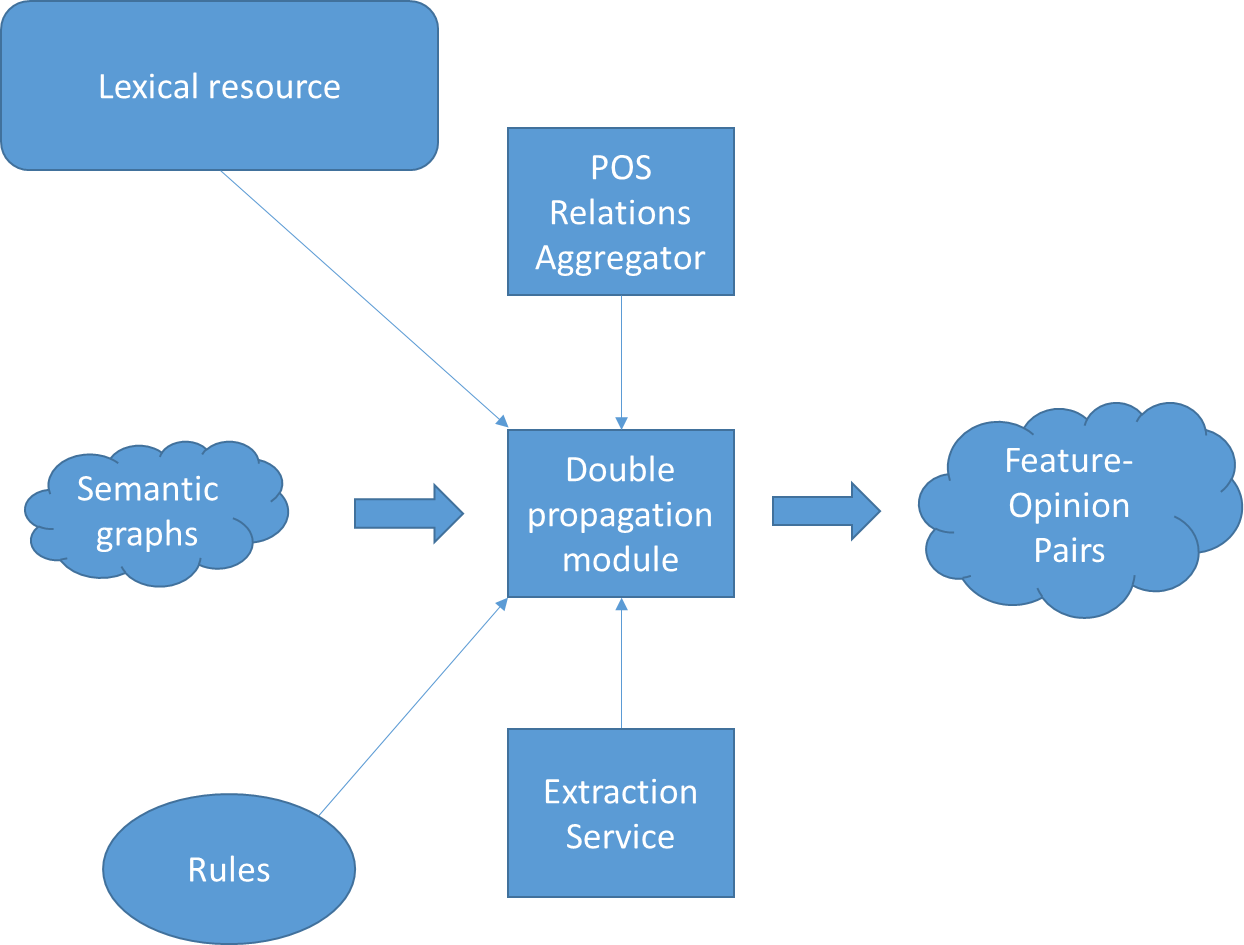 Lexical resource
POS
Relations
Aggregator
Semantic
graphs
Double
propagation
module
Feature-
Opinion
Pairs
Extraction
Service
Rules